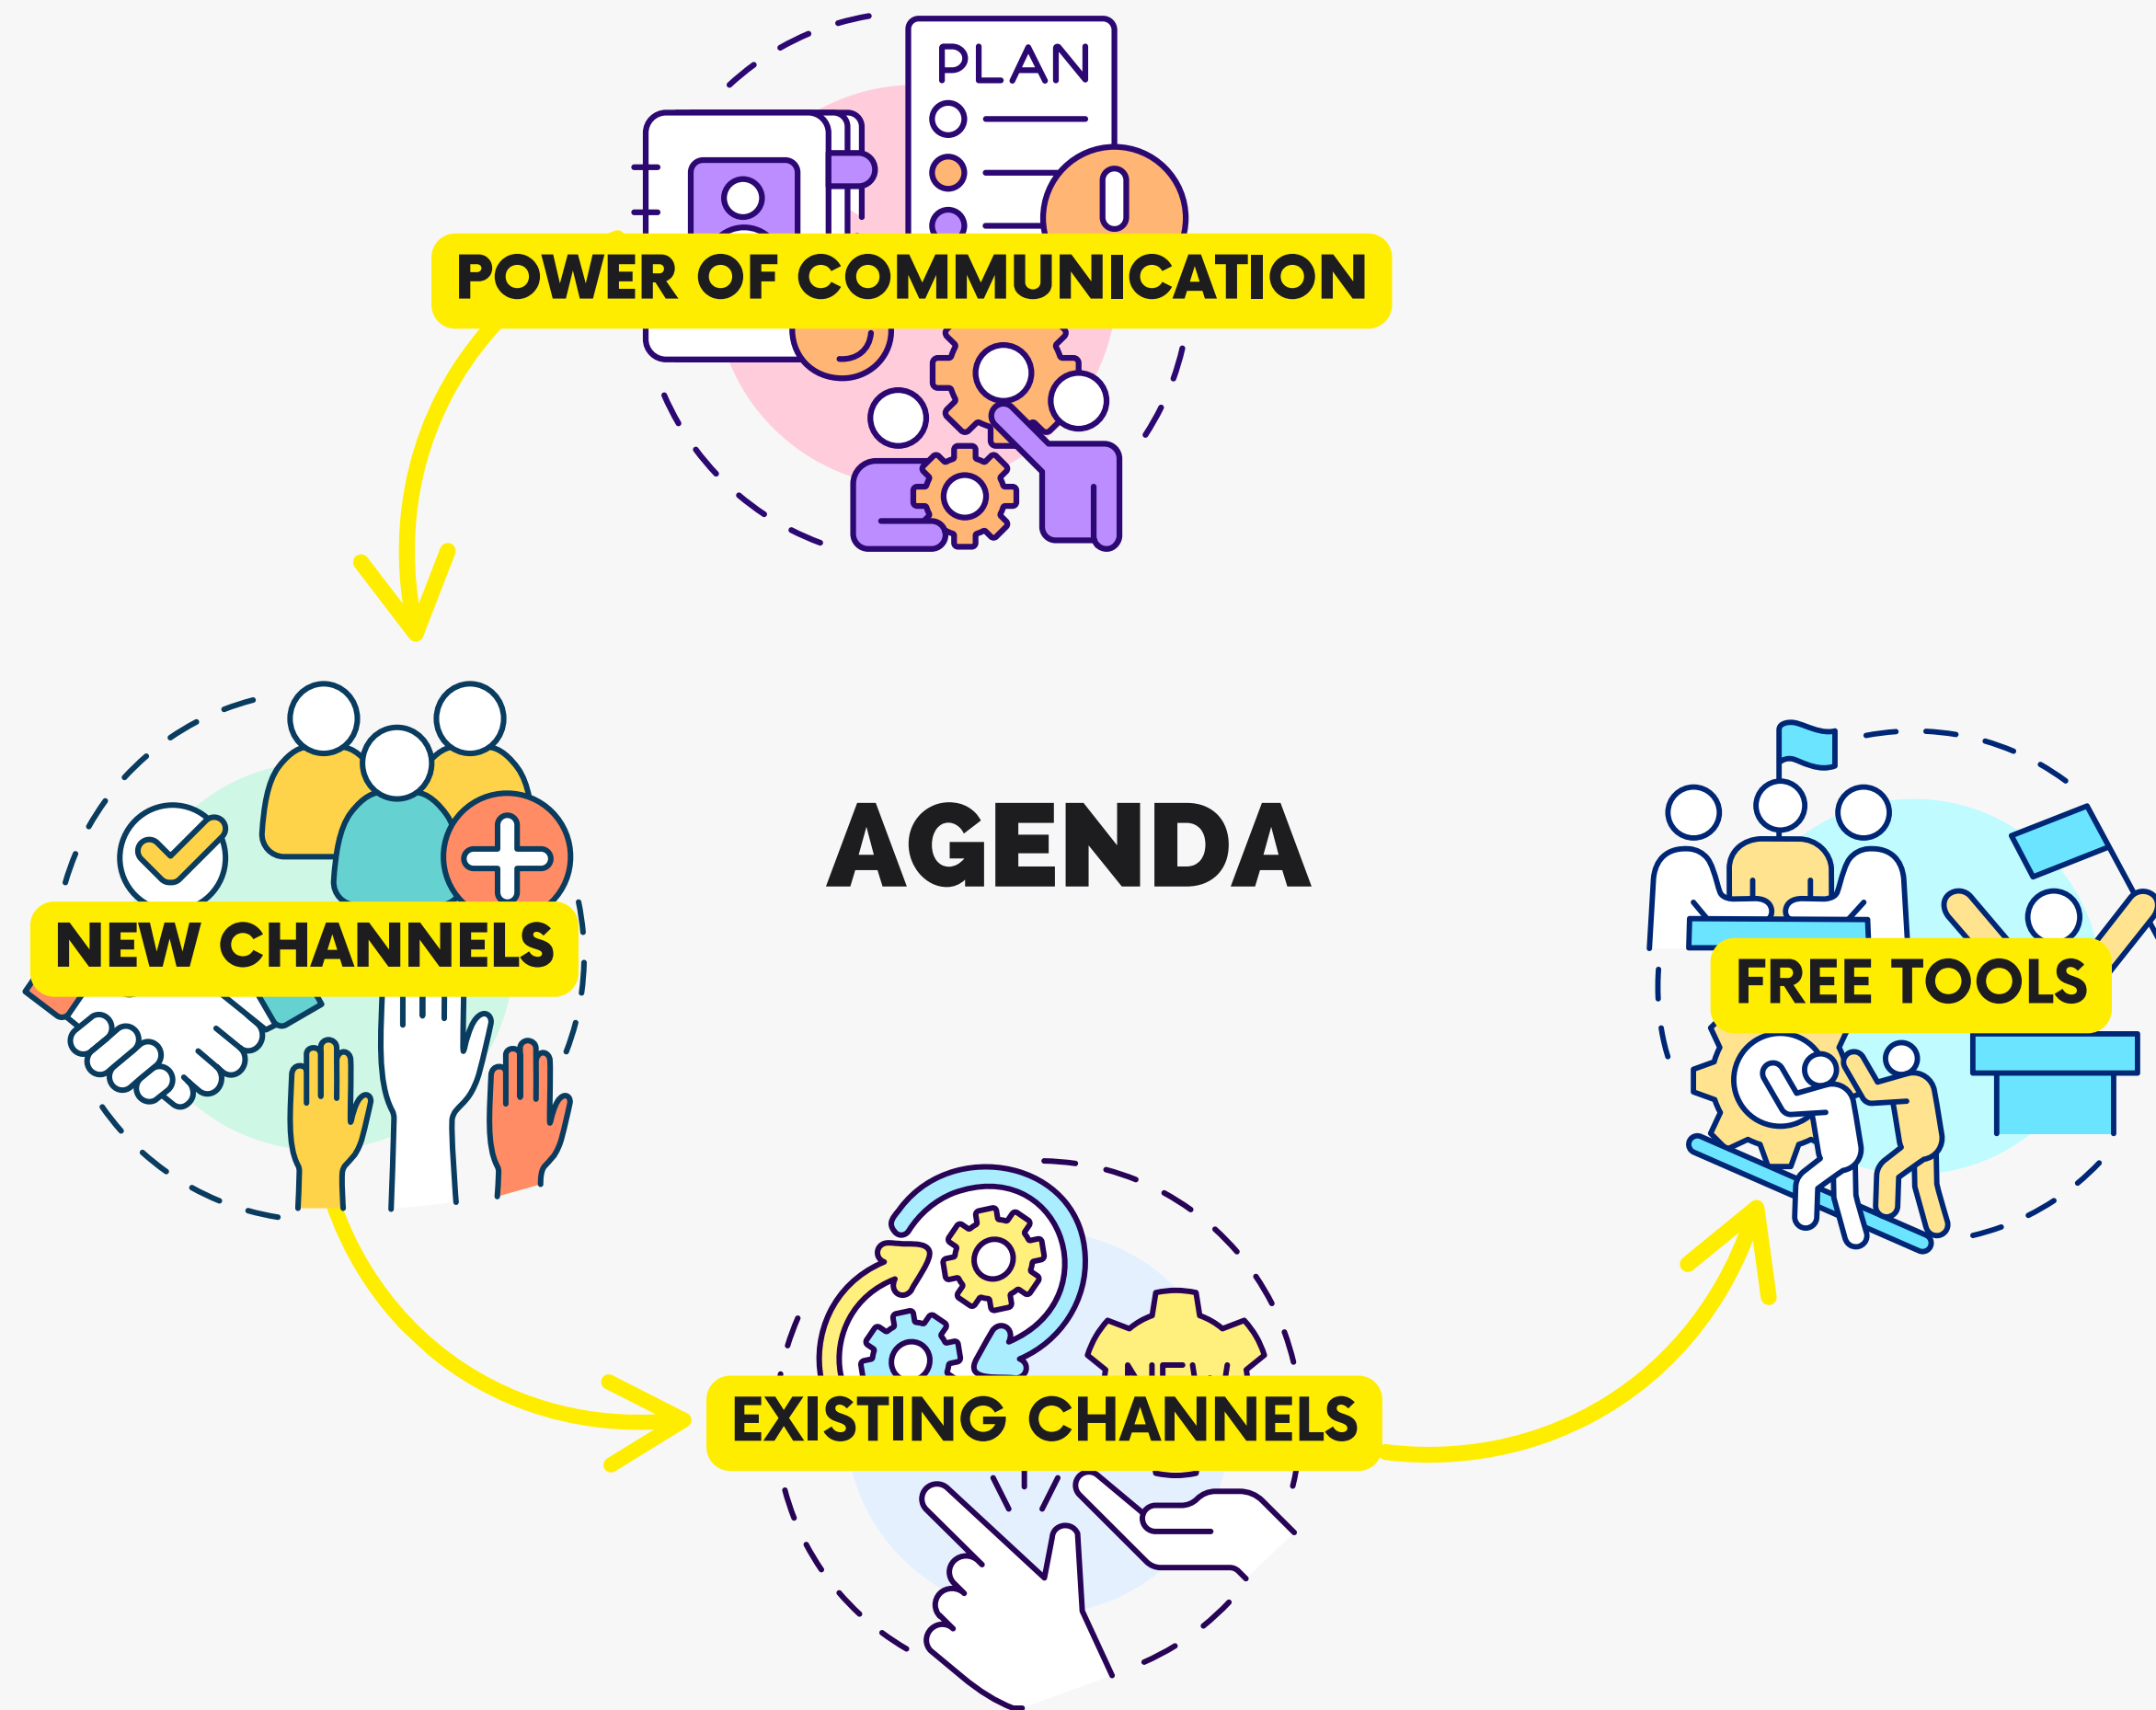 PLAN
POWER OF COMMUNICATION
NEW CHANNELS
AGENDA
FREE TOOLS
EXISTING CHANNELS